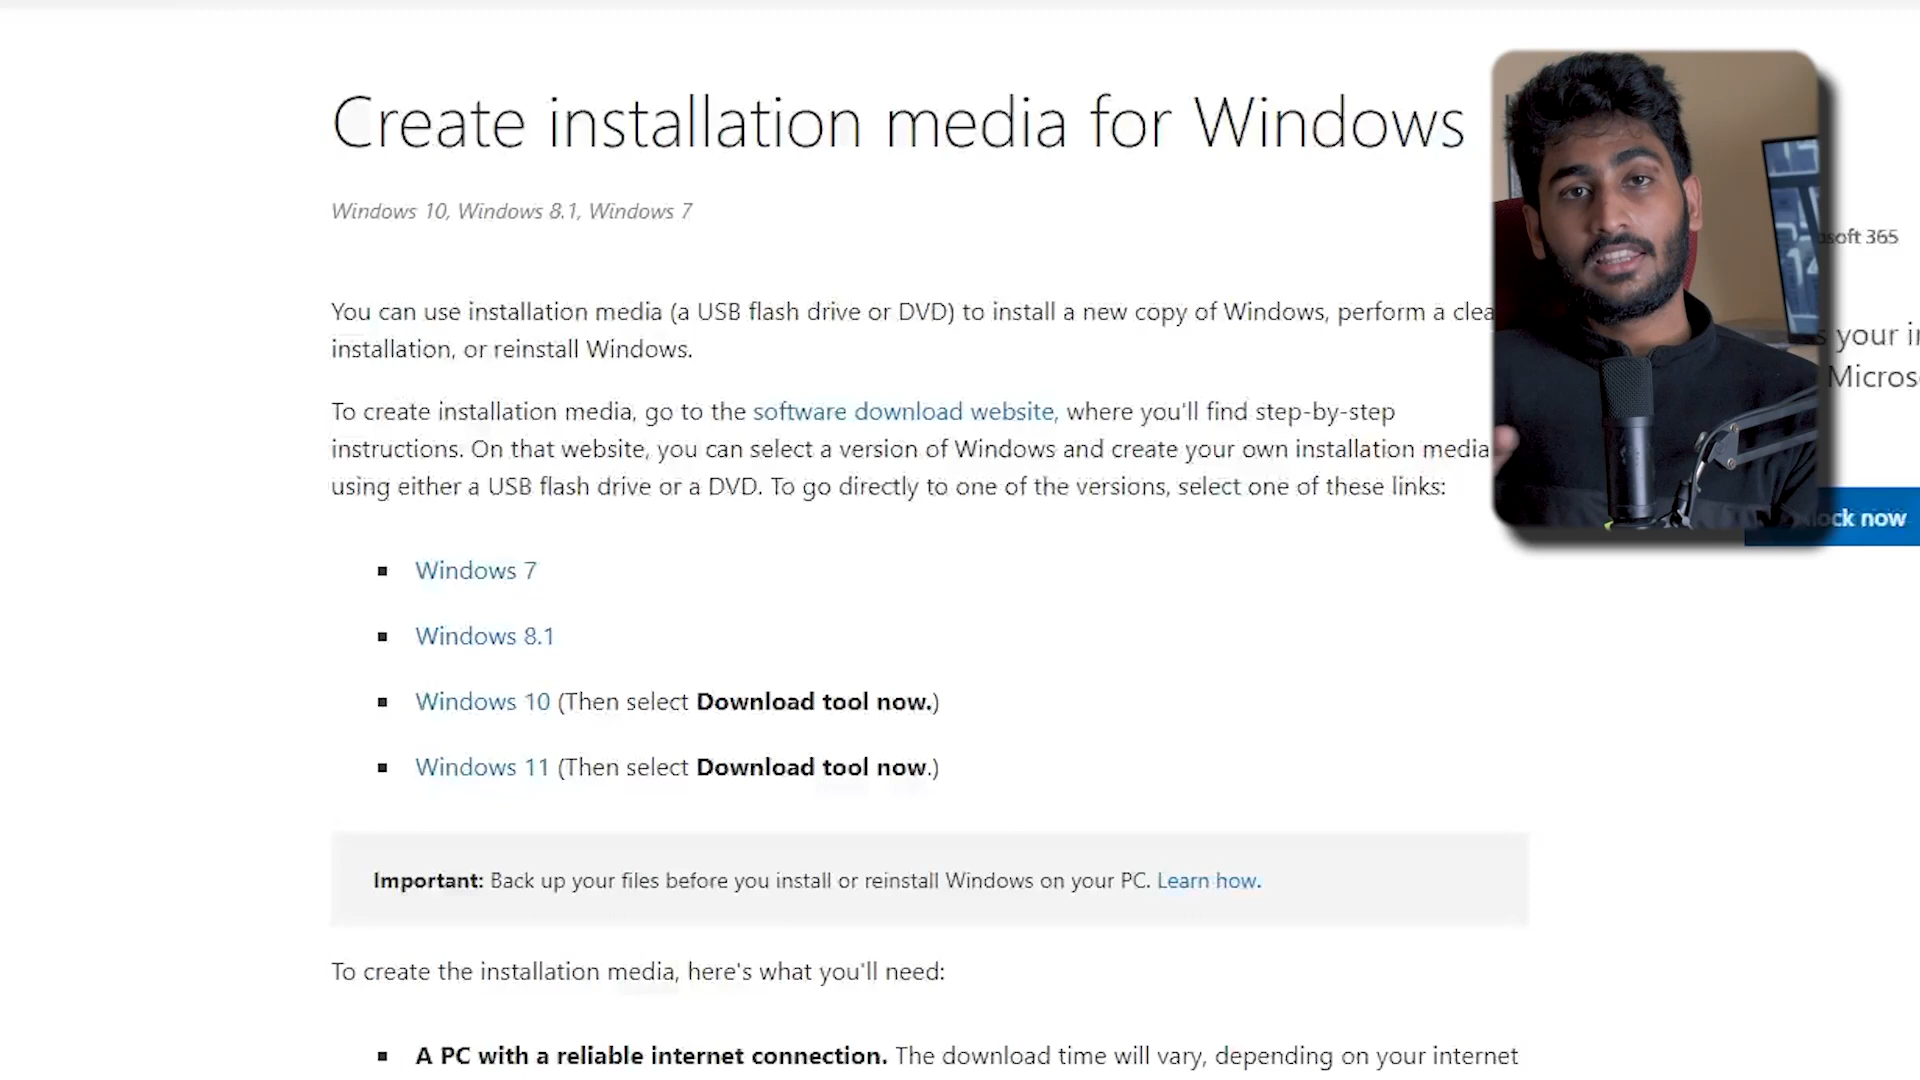 Create installation media for Windows
Windows 10, Windows 8.1, Windows 7
You can use installation media (a USB flash drive or DVD) to install a new copy of Windows, perform a clea
installation, or reinstall Windows.
To create installation media, go to the software download website, where you'll find step-by-step
instructions. On that website, you can select a version of Windows and create your own installation media
using either a USB flash drive or a DVD. To go directly to one of the versions, select one of these links:
Windows 7
Windows 8.1
Windows 10 (Then select Download tool now.)
Windows 11 (Then select Download tool now.)
Important: Back up your files before you install or reinstall Windows on your PC. Learn how.
To create the installation media, here's what you'll need:
A PC with a reliable internet connection. The download time will vary, depending on your internet
soft 365
your i
Micros
ock now
14